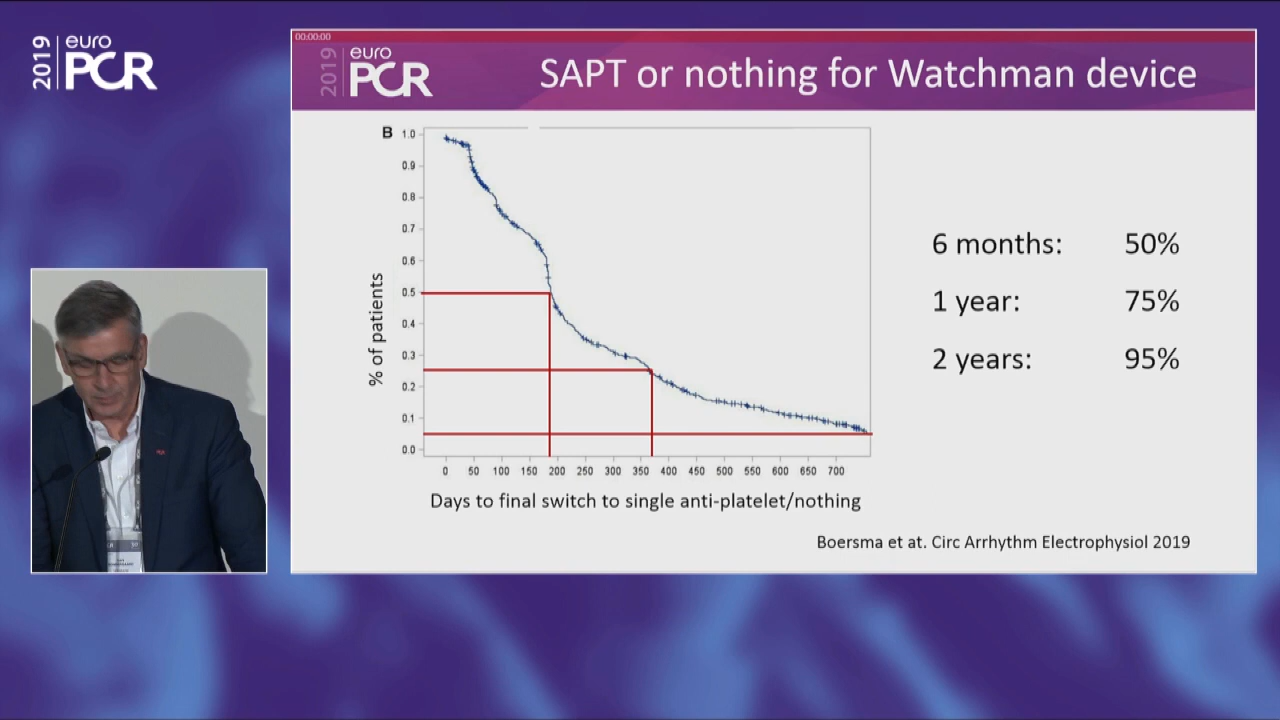 2019
euro
PCR
00:00:00
2019
euro
PCR
SAPT or nothing for Watchman device
B
1.0
0.9
0.8
0.7
0.6
0.5
0.4
0.3
0.2
0.1
0.0
% of patients
0 50 100 150 200 250 300 350 400 450 500 550 600 650 700
Days to final switch to single anti-platelet/nothing
6 months: 50%
1 year: 75%
2 years: 95%
Boersma et at. Circ Arrhythm Electrophysiol 2019